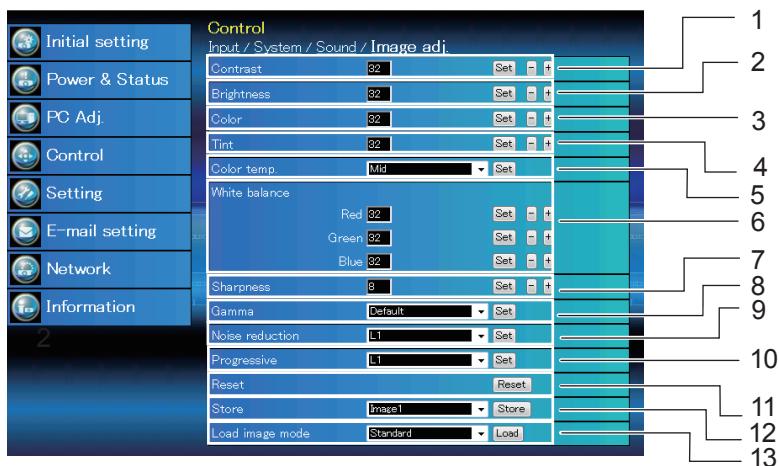 Control
Input / System / Sound / Image adj.
Initial setting
Power & Status
PC Adj.
Control
Setting
E-mail setting
Network
Information
2
Contrast 32 Set - + 1
Brightness 32 Set - + 2
Color 32 Set - + 3
Tint 32 Set - + 4
Color temp. Mid Set 5
White balance 6
Red 32 Set - +
Green 32 Set - +
Blue 32 Set - +
Sharpness 8 Set - + 7
Gamma Default Set 8
Noise reduction L1 Set 9
Progressive L1 Set 10
Reset Reset 11
Store Image1 Store 12
Load image mode Standard Load 13